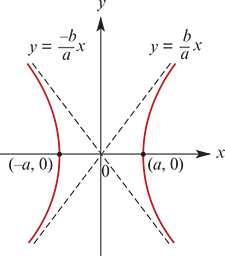 y
y = -b/a x
y = b/a x
(–a, 0)
0
(a, 0)
x